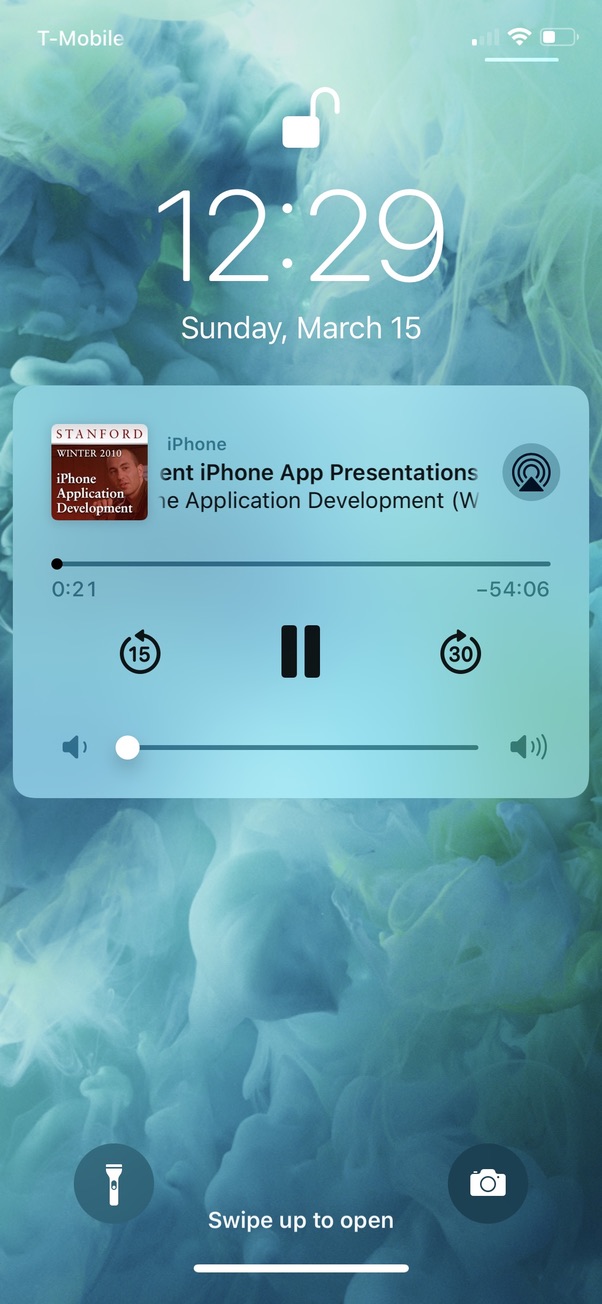 T-Mobile
12:29
Sunday, March 15
STANFORD
WINTER 2010
iPhone
Application
Development
iPhone
ent iPhone App Presentations
ne Application Development (W
0:21
−54:06
15
30
Swipe up to open